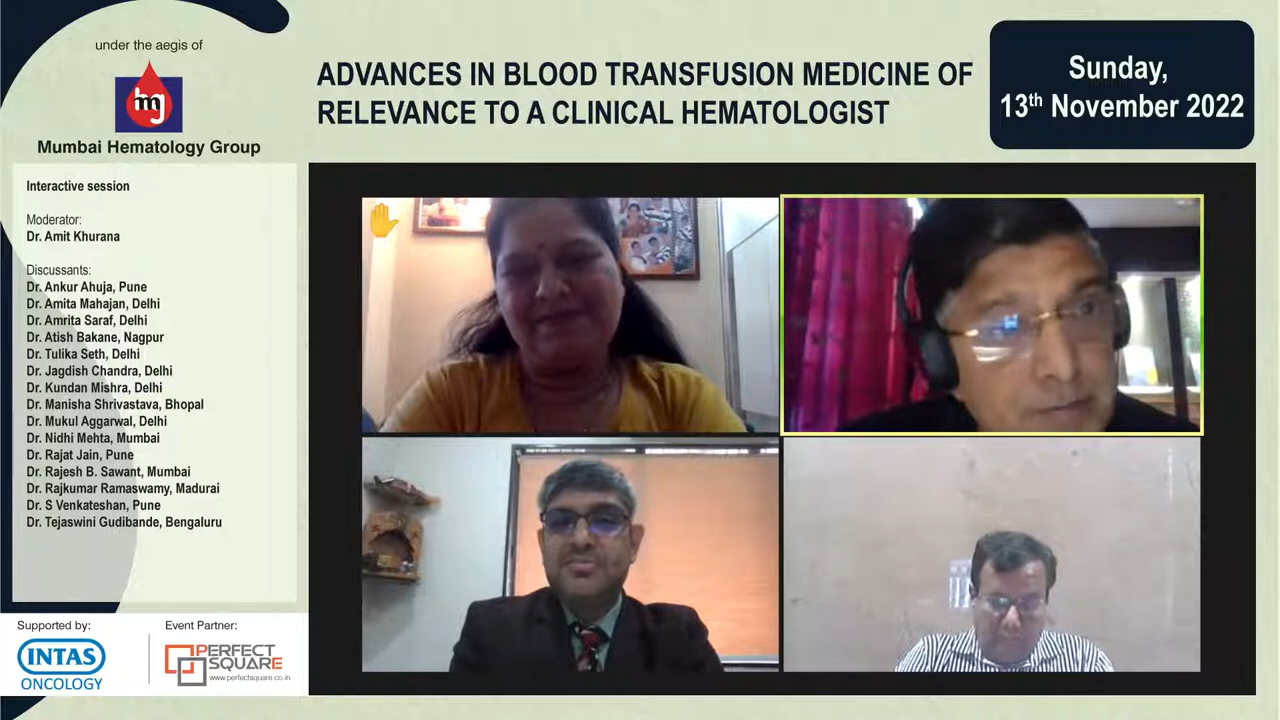 under the aegis of
hmg
Mumbai Hematology Group
ADVANCES IN BLOOD TRANSFUSION MEDICINE OF
RELEVANCE TO A CLINICAL HEMATOLOGIST
Sunday,
13th November 2022
Interactive session
Moderator:
Dr. Amit Khurana
Discussants:
Dr. Ankur Ahuja, Pune
Dr. Amita Mahajan, Delhi
Dr. Amrita Saraf, Delhi
Dr. Atish Bakane, Nagpur
Dr. Tulika Seth, Delhi
Dr. Jagdish Chandra, Delhi
Dr. Kundan Mishra, Delhi
Dr. Manisha Shrivastava, Bhopal
Dr. Mukul Aggarwal, Delhi
Dr. Nidhi Mehta, Mumbai
Dr. Rajat Jain, Pune
Dr. Rajesh B. Sawant, Mumbai
Dr. Rajkumar Ramaswamy, Madurai
Dr. S Venkateshan, Pune
Dr. Tejaswini Gudibande, Bengaluru
Supported by:
INTAS
ONCOLOGY
Event Partner:
PERFECT
SQUARE
www.perfectsquare.co.in